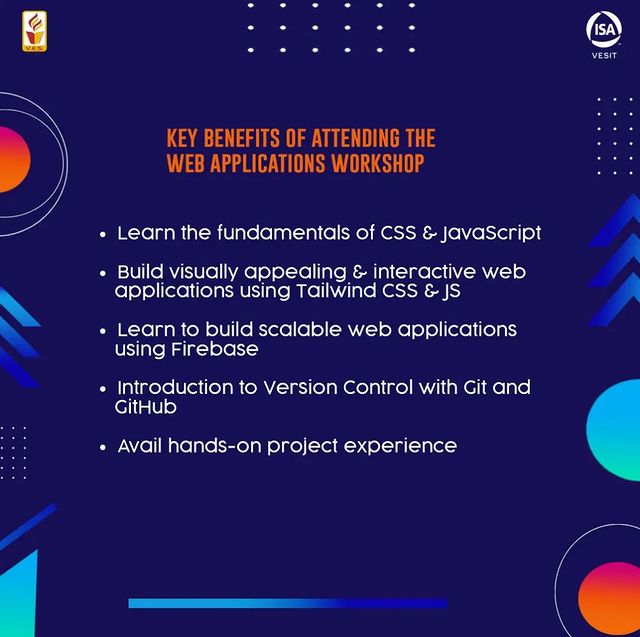 V.E.S.
ISA
VESIT
KEY BENEFITS OF ATTENDING THE
WEB APPLICATIONS WORKSHOP
• Learn the fundamentals of CSS & JavaScript
• Build visually appealing & interactive web
applications using Tailwind CSS & JS
• Learn to build scalable web applications
using Firebase
• Introduction to Version Control with Git and
GitHub
• Avail hands-on project experience